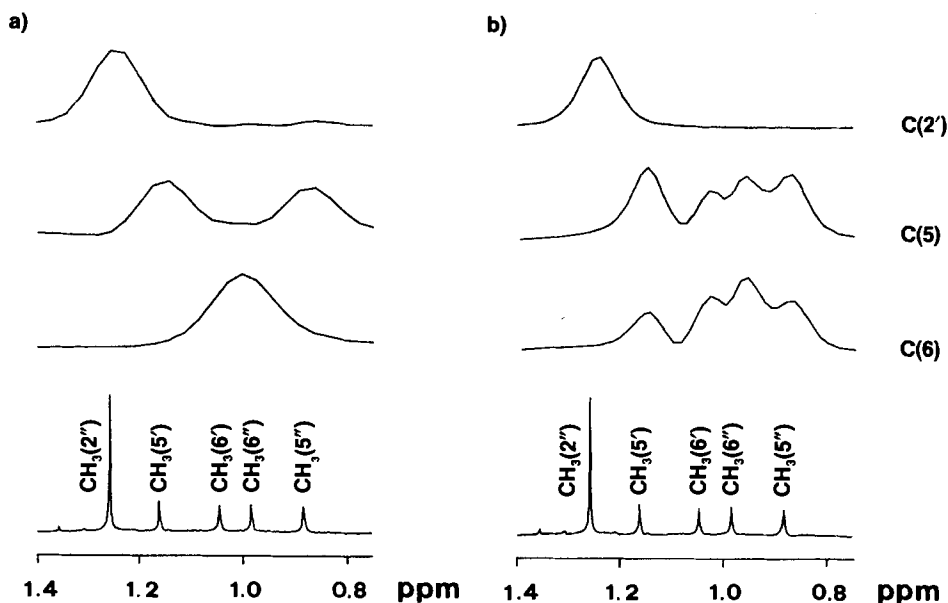 a)
b)
C(2′)
C(5)
C(6)
CH₃(2″)
CH₃(5′)
CH₃(6′)
CH₃(6″)
CH₃(5″)
1.4 1.2 1.0 0.8 ppm
CH₃(2″)
CH₃(5′)
CH₃(6′)
CH₃(6″)
CH₃(5″)
1.4 1.2 1.0 0.8 ppm